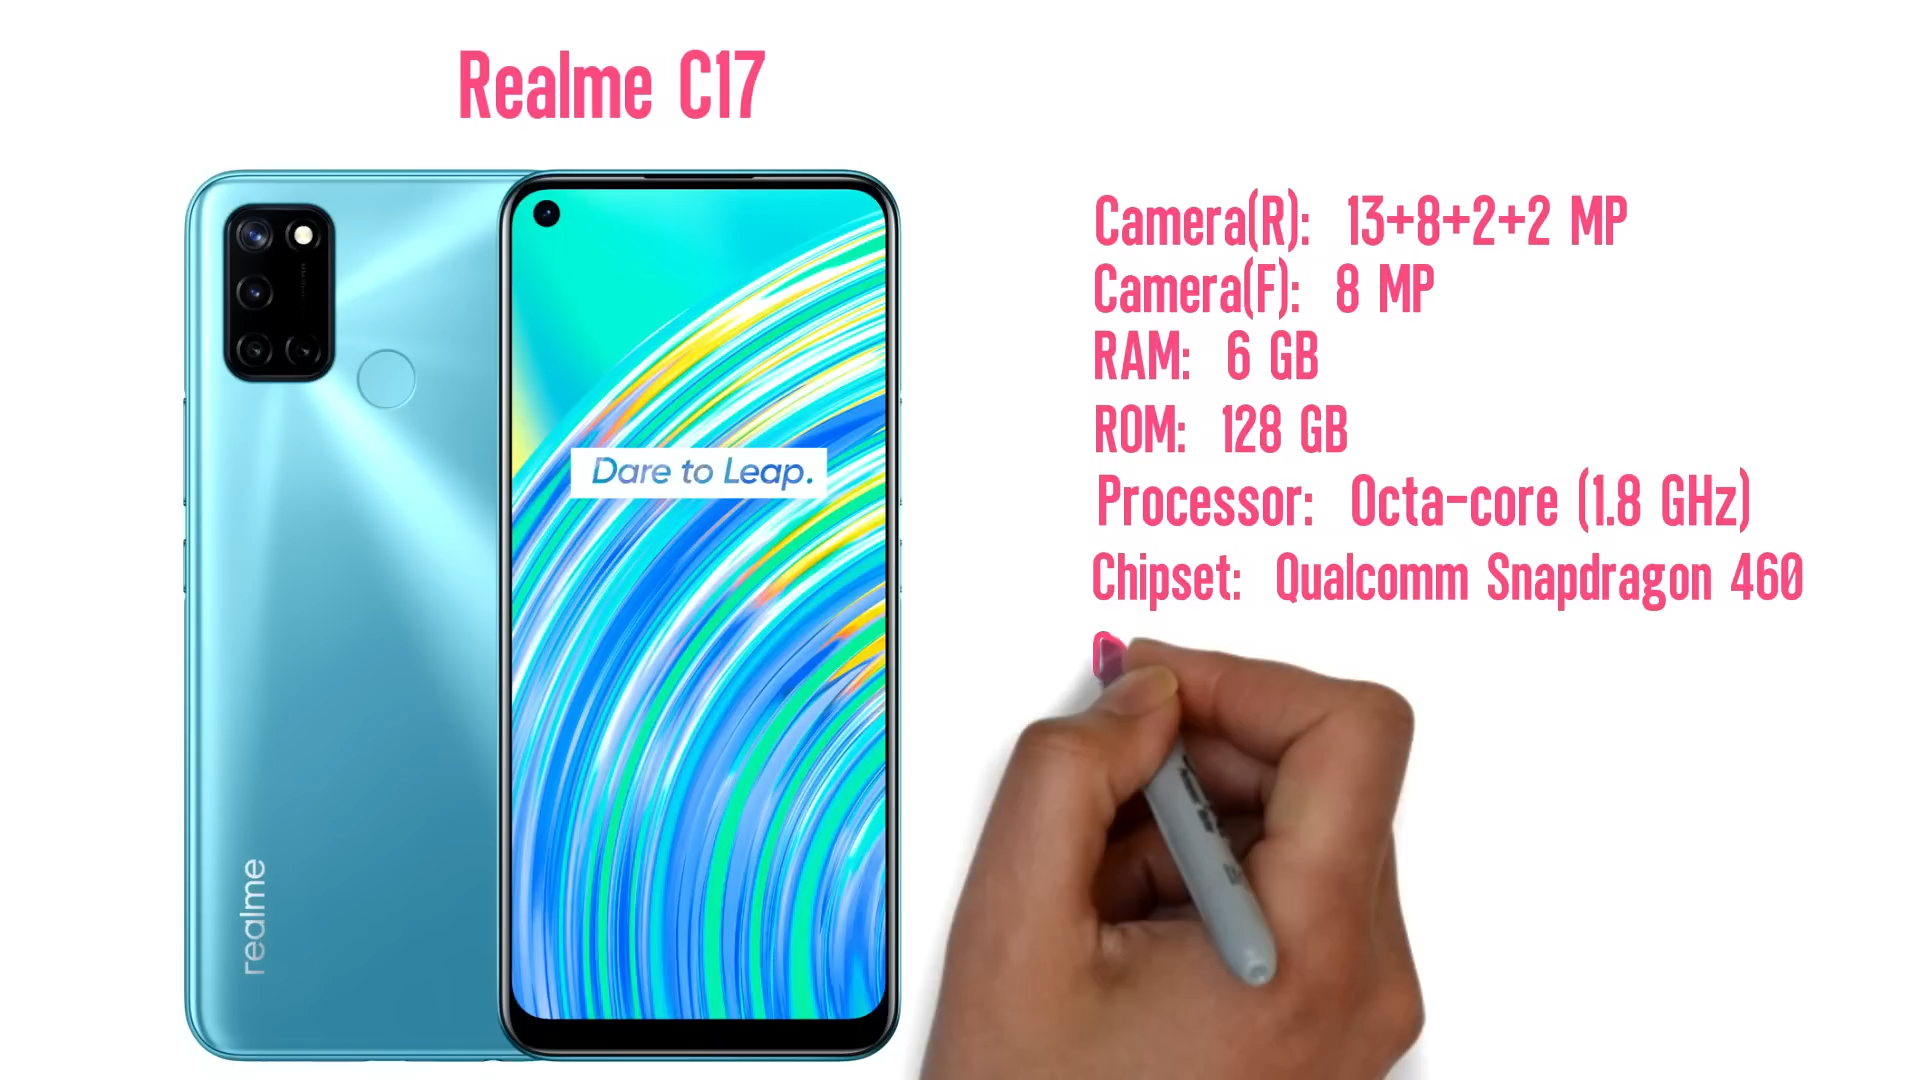 Realme C17
Camera(R): 13+8+2+2 MP
Camera(F): 8 MP
RAM: 6 GB
ROM: 128 GB
Processor: Octa-core (1.8 GHz)
Chipset: Qualcomm Snapdragon 460
Dare to Leap.
realme